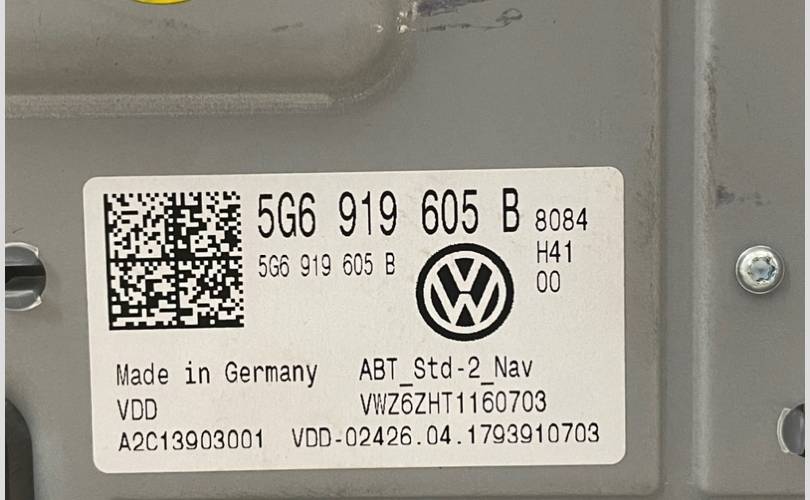 5G6 919 605 B 8084
5G6 919 605 B H41
00
Made in Germany ABT_Std-2_Nav
VDD VWZ6ZHT1160703
A2C13903001 VDD-02426.04.1793910703